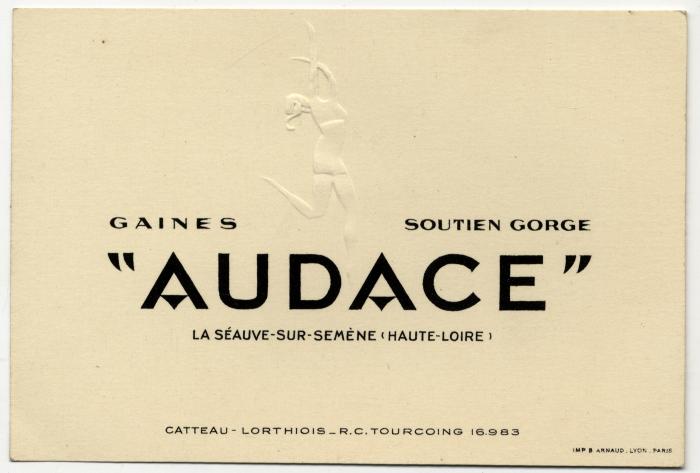 GAINES SOUTIEN GORGE
"AUDACE"
LA SÉAUVE-SUR-SEMÈNE (HAUTE-LOIRE)
CATTEAU - LORTHIOIS _ R.C. TOURCOING 16.983
IMP B ARNAUD. LYON. PARIS